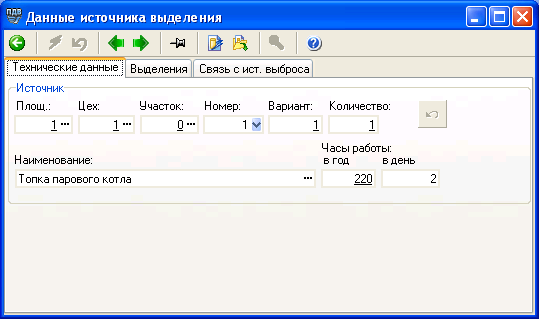 ПДВ Данные источника выделения
Технические данные Выделения Связь с ист. выброса
Источник
Площ.: Цех: Участок: Номер: Вариант: Количество:
1 ... 1 ... 0 ... 1 1 1
Часы работы:
Наименование: в год в день
Топка парового котла ... 220 2